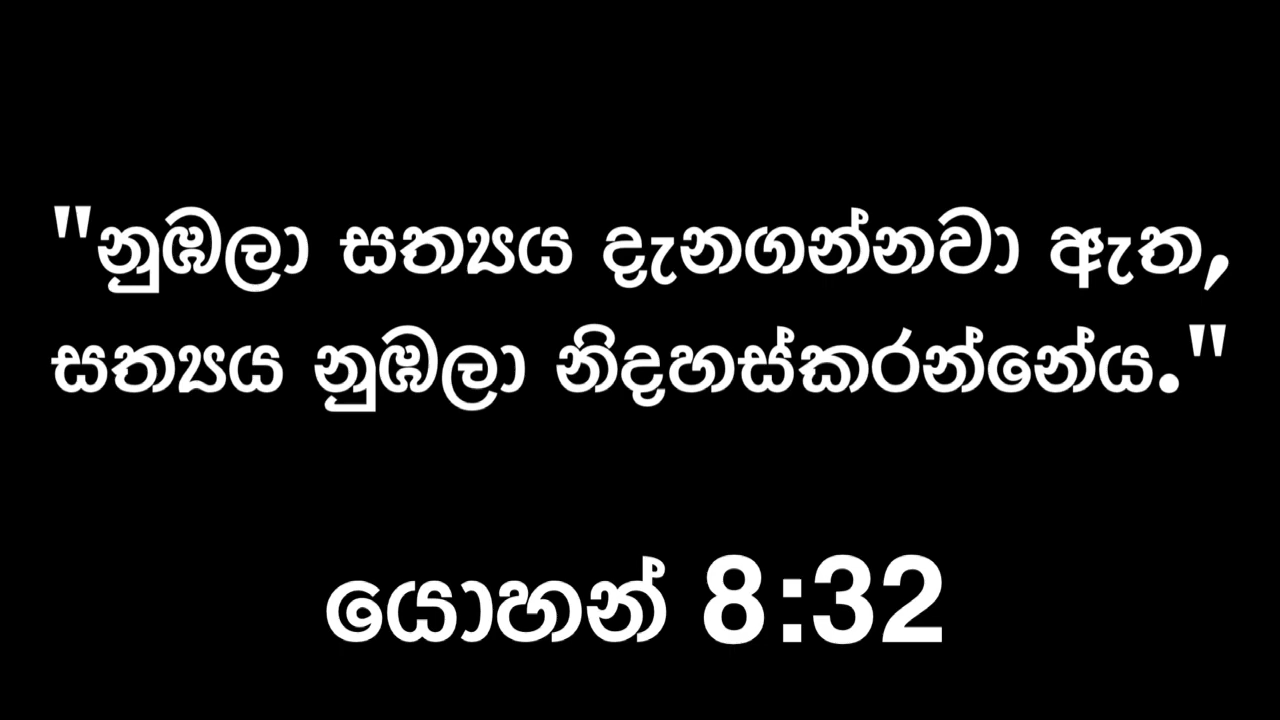 "නුඹලා සත්‍යය දැනගන්නවා ඇත,
සත්‍යය නුඹලා නිදහස්කරන්නේය."
යොහන් 8:32